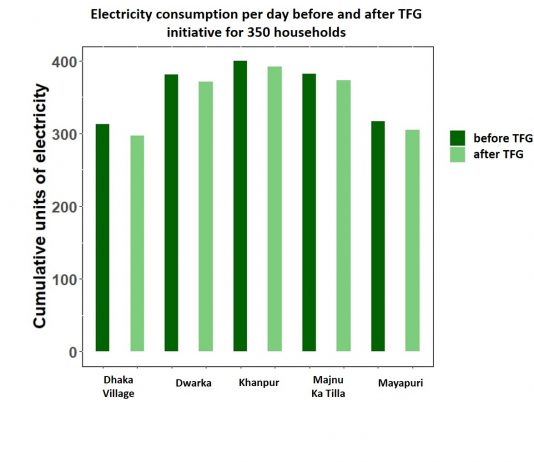 Electricity consumption per day before and after TFG
initiative for 350 households
Cumulative units of electricity
400
300
200
100
0
before TFG
after TFG
Dhaka
Village
Dwarka
Khanpur
Majnu
Ka Tilla
Mayapuri